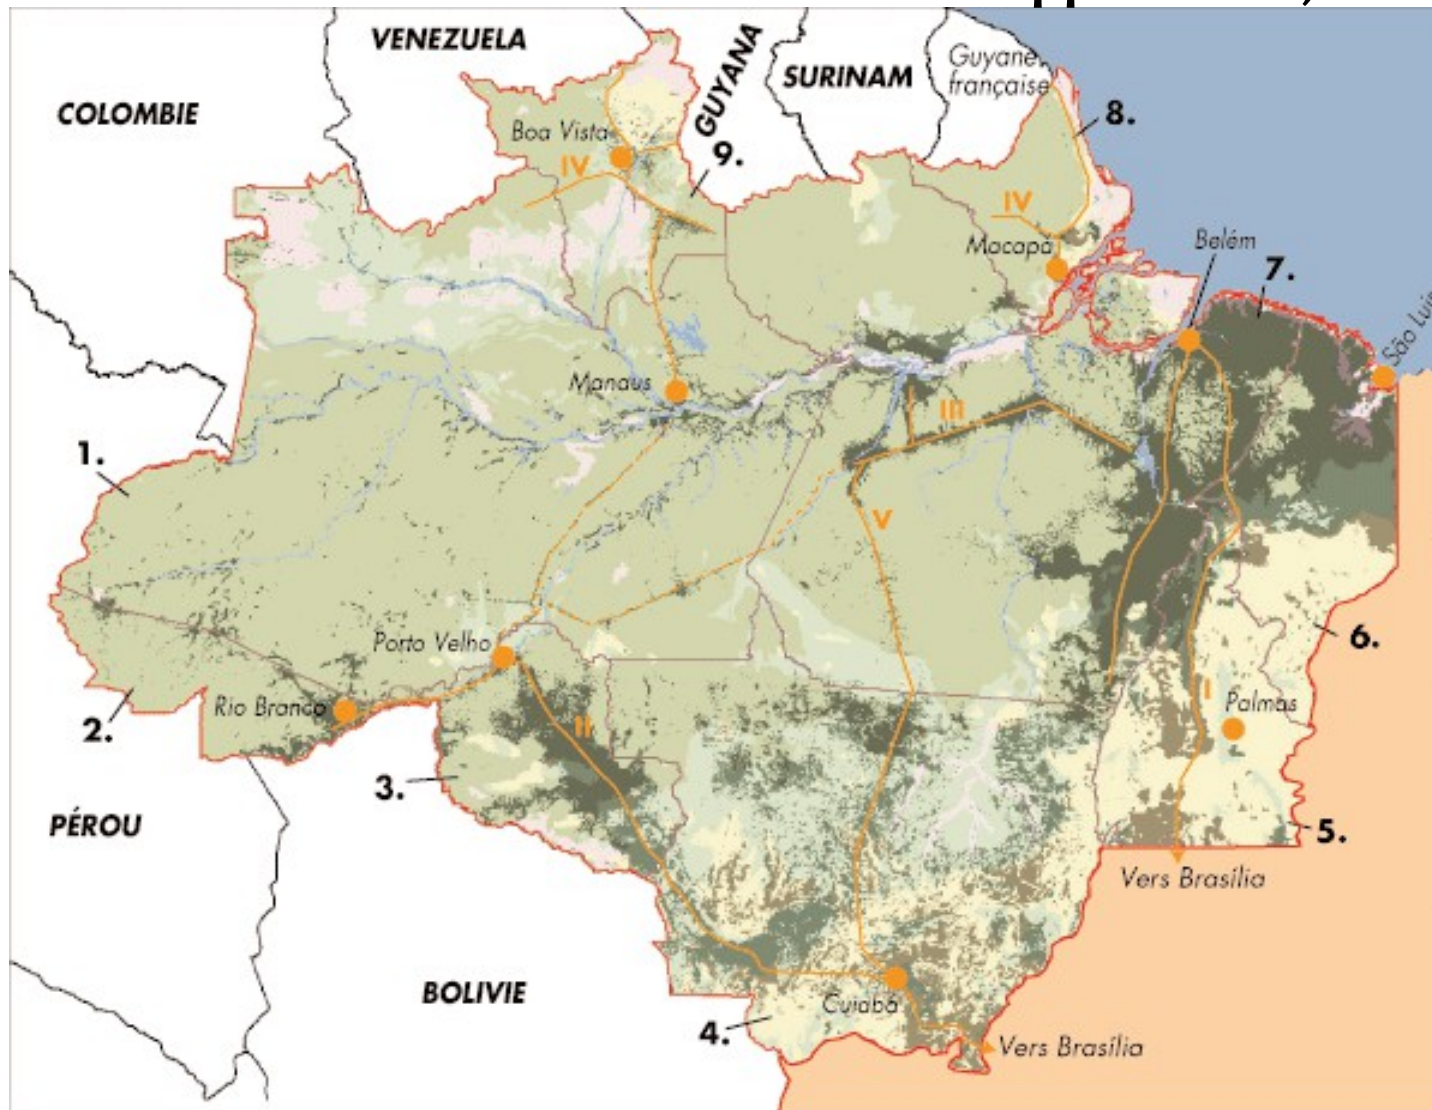 VENEZUELA
GUYANA
SURINAM
Guyane
française
COLOMBIE
8.
Boa Vista
9.
IV
IV
Macapá
Belém
7.
São Luis
Manaus
III
1.
V
Porto Velho
6.
Rio Branco
I
Palmas
2.
II
3.
PÉROU
5.
Vers Brasília
BOLIVIE
Cuiabá
4.
Vers Brasília